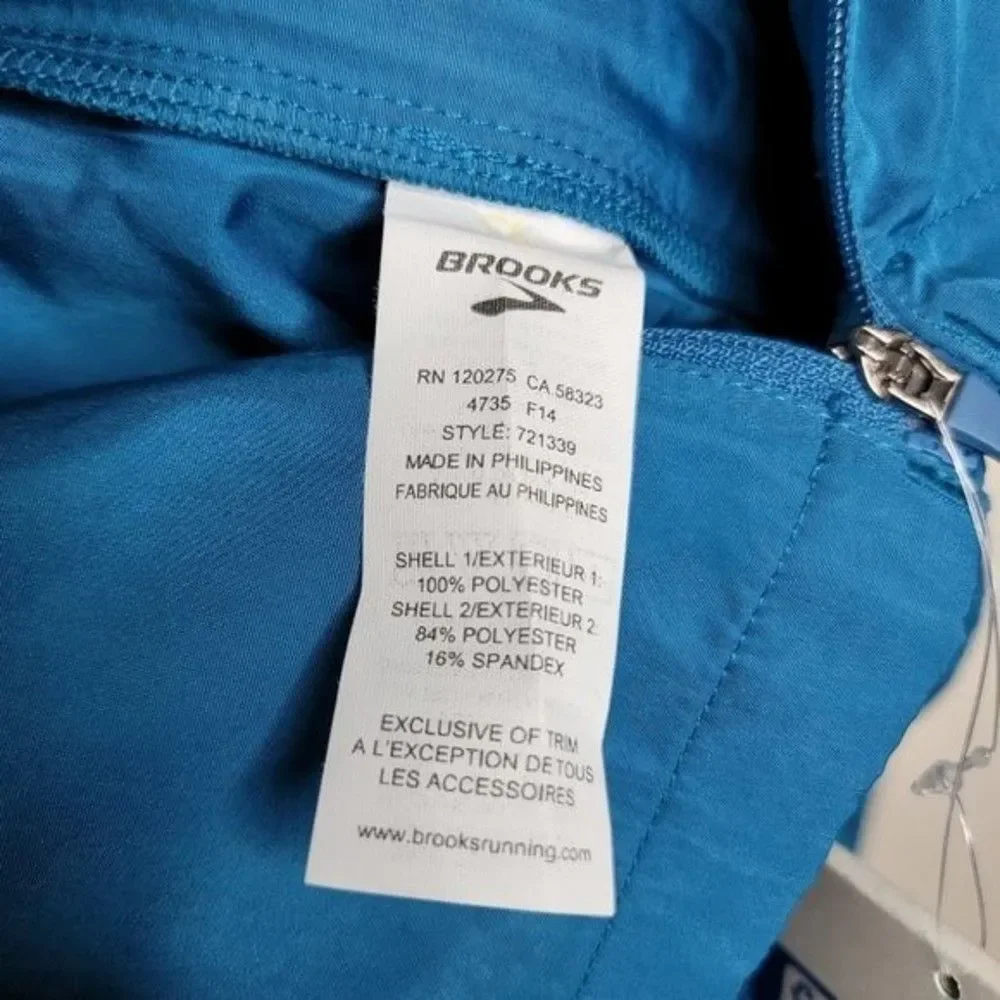 BROOKS
RN 120275 CA 58323
4735 F14
STYLE: 721339
MADE IN PHILIPPINES
FABRIQUE AU PHILIPPINES
SHELL 1/EXTERIEUR 1:
100% POLYESTER
SHELL 2/EXTERIEUR 2:
84% POLYESTER
16% SPANDEX
EXCLUSIVE OF TRIM
A L'EXCEPTION DE TOUS
LES ACCESSOIRES
www.brooksrunning.com